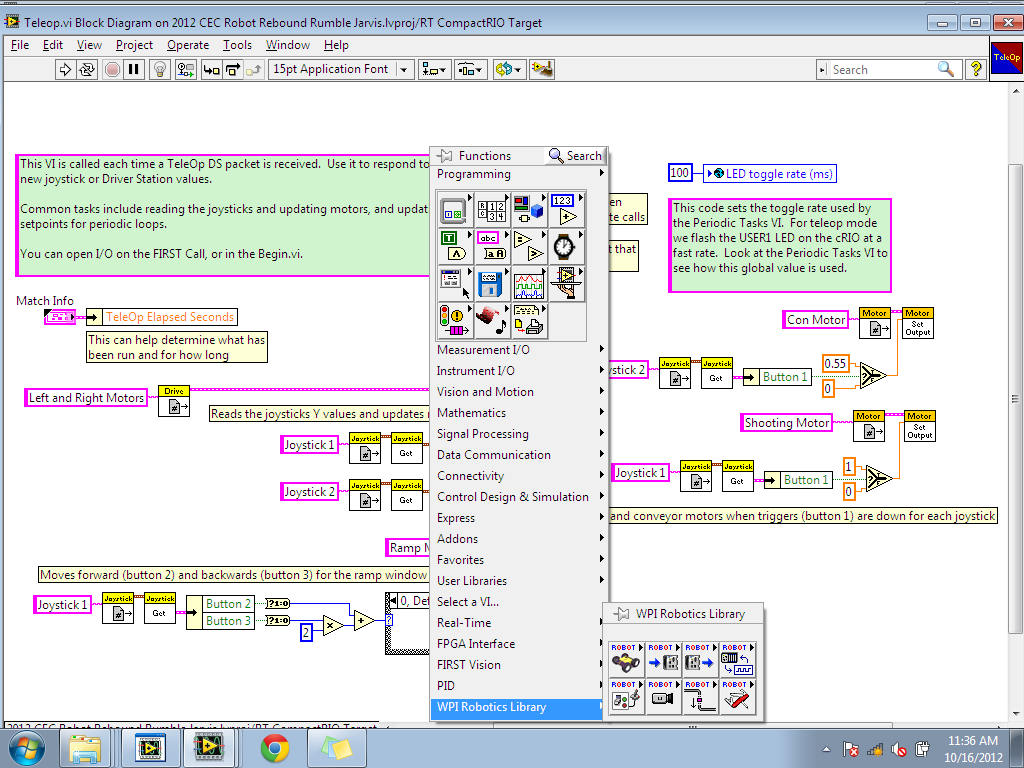 Teleop.vi Block Diagram on 2012 CEC Robot Rebound Rumble Jarvis.lvproj/RT CompactRIO Target
File Edit View Project Operate Tools Window Help
15pt Application Font
Search
?
TeleOp
This VI is called each time a TeleOp DS packet is received. Use it to respond to
new joystick or Driver Station values.
Common tasks include reading the joysticks and updating motors, and updat
setpoints for periodic loops.
You can open I/O on the FIRST Call, or in the Begin.vi.
Match Info
TeleOp Elapsed Seconds
This can help determine what has
been run and for how long
Left and Right Motors
Drive
Reads the joysticks Y values and updates
Joystick 1
Joystick
Joystick
Get
Joystick 2
Joystick
Joystick
Get
Ramp M
Moves forward (button 2) and backwards (button 3) for the ramp window
Joystick 1
Joystick
Joystick
Get
Button 2
Button 3
?1:0
?1:0
2
x
+
0, Def
?
Functions
Search
Programming
Measurement I/O
Instrument I/O
Vision and Motion
Mathematics
Signal Processing
Data Communication
Connectivity
Control Design & Simulation
Express
Addons
Favorites
User Libraries
Select a VI...
Real-Time
FPGA Interface
FIRST Vision
PID
WPI Robotics Library
WPI Robotics Library
ROBOT ROBOT ROBOT ROBOT
ROBOT ROBOT ROBOT ROBOT
en
te calls
t that
100
LED toggle rate (ms)
This code sets the toggle rate used by
the Periodic Tasks VI. For teleop mode
we flash the USER1 LED on the cRIO at a
fast rate. Look at the Periodic Tasks VI to
see how this global value is used.
Con Motor
Motor
Motor
Set
Output
ystick 2
Joystick
Joystick
Get
Button 1
0.55
0
Shooting Motor
Motor
Motor
Set
Output
Joystick 1
Joystick
Joystick
Get
Button 1
1
0
and conveyor motors when triggers (button 1) are down for each joystick
2012 CEC Robot Rebound Rumble Jarvis.lvproj/RT CompactRIO Target
11:36 AM
10/16/2012